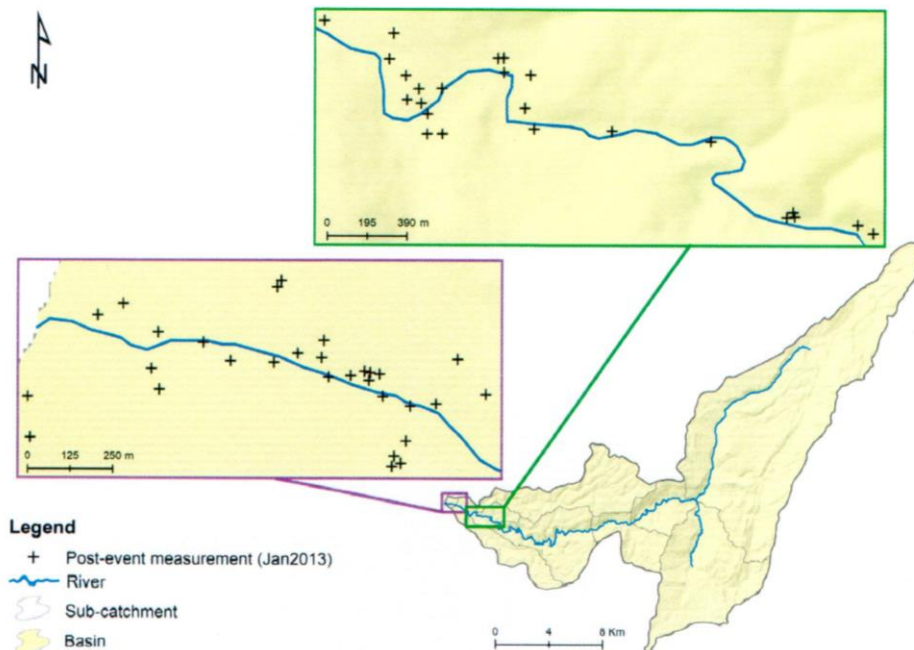 N
0 195 390 m
0 125 250 m
Legend
Post-event measurement (Jan2013)
River
Sub-catchment
Basin
0 4 8 Km